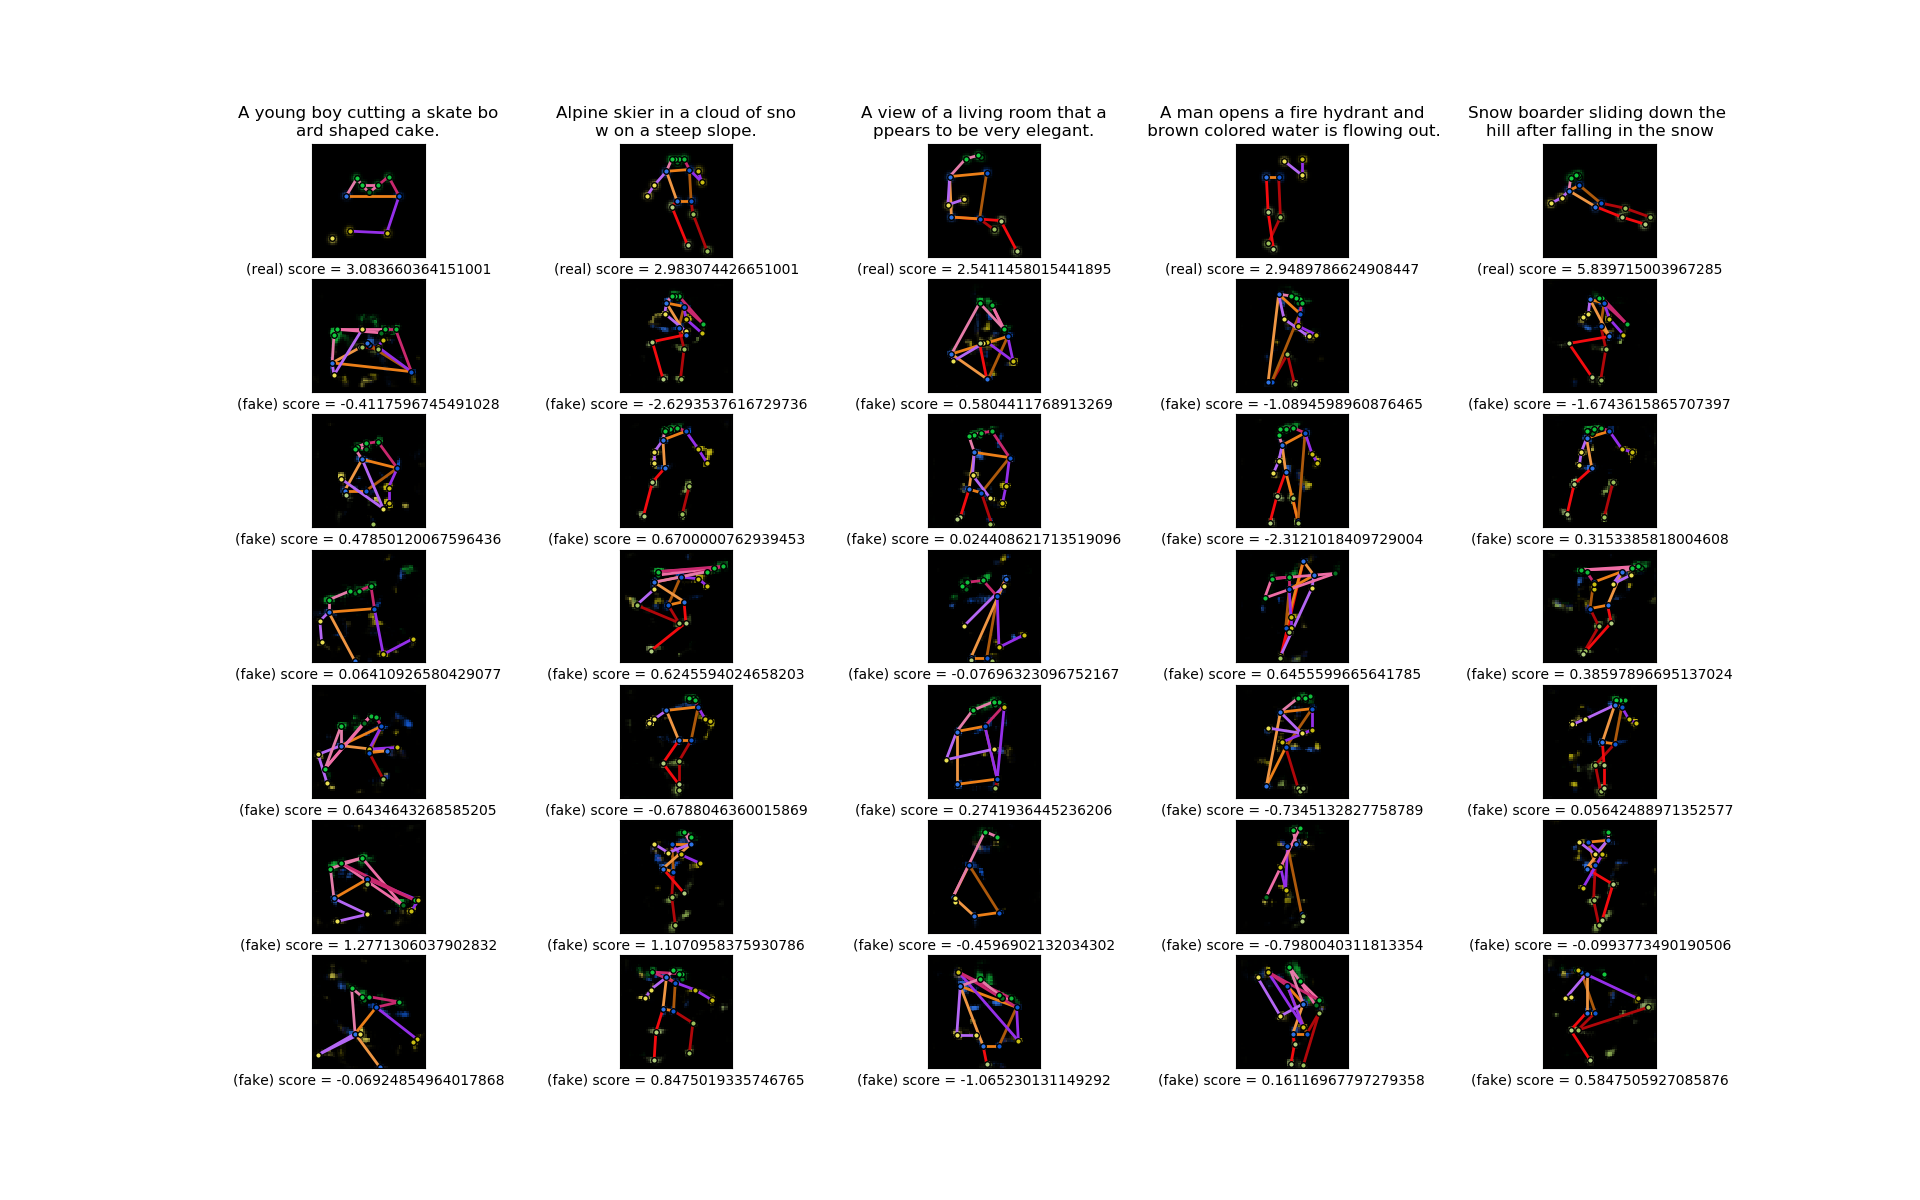 A young boy cutting a skate bo
ard shaped cake.
Alpine skier in a cloud of sno
w on a steep slope.
A view of a living room that a
ppears to be very elegant.
A man opens a fire hydrant and
brown colored water is flowing out.
Snow boarder sliding down the
hill after falling in the snow
(real) score = 3.083660364151001
(real) score = 2.983074426651001
(real) score = 2.5411458015441895
(real) score = 2.9489786624908447
(real) score = 5.839715003967285
(fake) score = -0.4117596745491028
(fake) score = -2.6293537616729736
(fake) score = 0.5804411768913269
(fake) score = -1.0894598960876465
(fake) score = -1.6743615865707397
(fake) score = 0.47850120067596436
(fake) score = 0.6700000762939453
(fake) score = 0.024408621713519096
(fake) score = -2.3121018409729004
(fake) score = 0.3153385818004608
(fake) score = 0.06410926580429077
(fake) score = 0.6245594024658203
(fake) score = -0.07696323096752167
(fake) score = 0.6455599665641785
(fake) score = 0.38597896695137024
(fake) score = 0.6434643268585205
(fake) score = -0.6788046360015869
(fake) score = 0.2741936445236206
(fake) score = -0.7345132827758789
(fake) score = 0.05642488971352577
(fake) score = 1.2771306037902832
(fake) score = 1.1070958375930786
(fake) score = -0.4596902132034302
(fake) score = -0.7980040311813354
(fake) score = -0.0993773490190506
(fake) score = -0.06924854964017868
(fake) score = 0.8475019335746765
(fake) score = -1.065230131149292
(fake) score = 0.16116967797279358
(fake) score = 0.5847505927085876